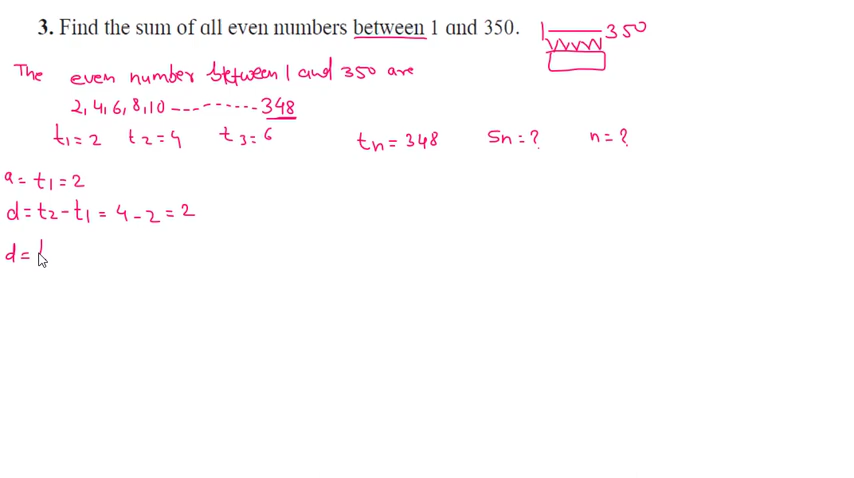 3. Find the sum of all even numbers between 1 and 350.
1 350
The even number between 1 and 350 are
2, 4, 6, 8, 10 ---------- 348
t1 = 2 t2 = 4 t3 = 6 tn = 348 Sn = ? n = ?
a = t1 = 2
d = t2 - t1 = 4 - 2 = 2
d =